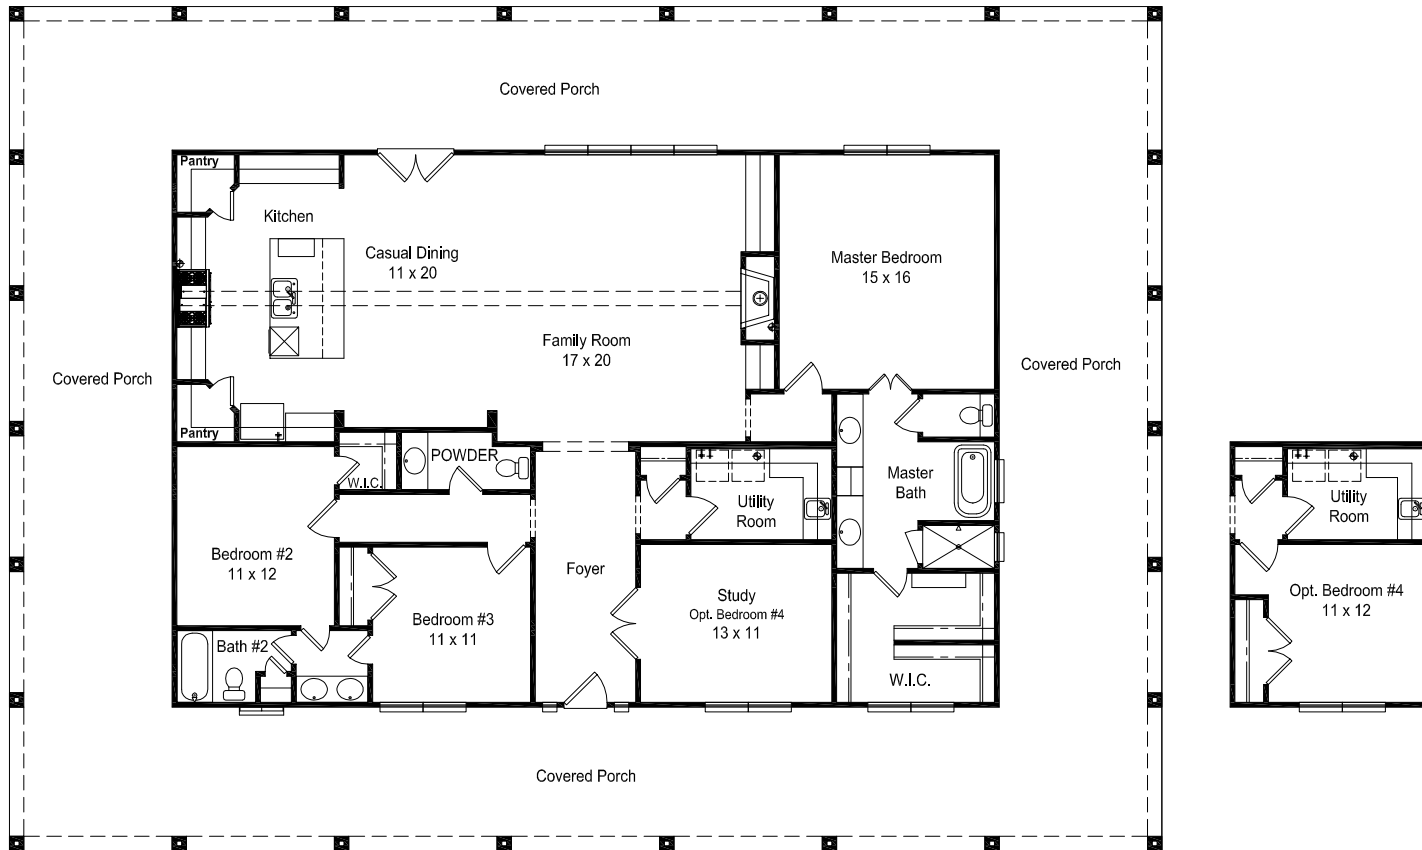 Covered Porch
Pantry
Kitchen
Casual Dining
11 x 20
Master Bedroom
15 x 16
Family Room
17 x 20
Covered Porch
Covered Porch
Pantry
POWDER
W.I.C.
Utility
Room
Master
Bath
Bedroom #2
11 x 12
Foyer
Bedroom #3
11 x 11
Study
Opt. Bedroom #4
13 x 11
Bath #2
W.I.C.
Covered Porch
Utility
Room
Opt. Bedroom #4
11 x 12